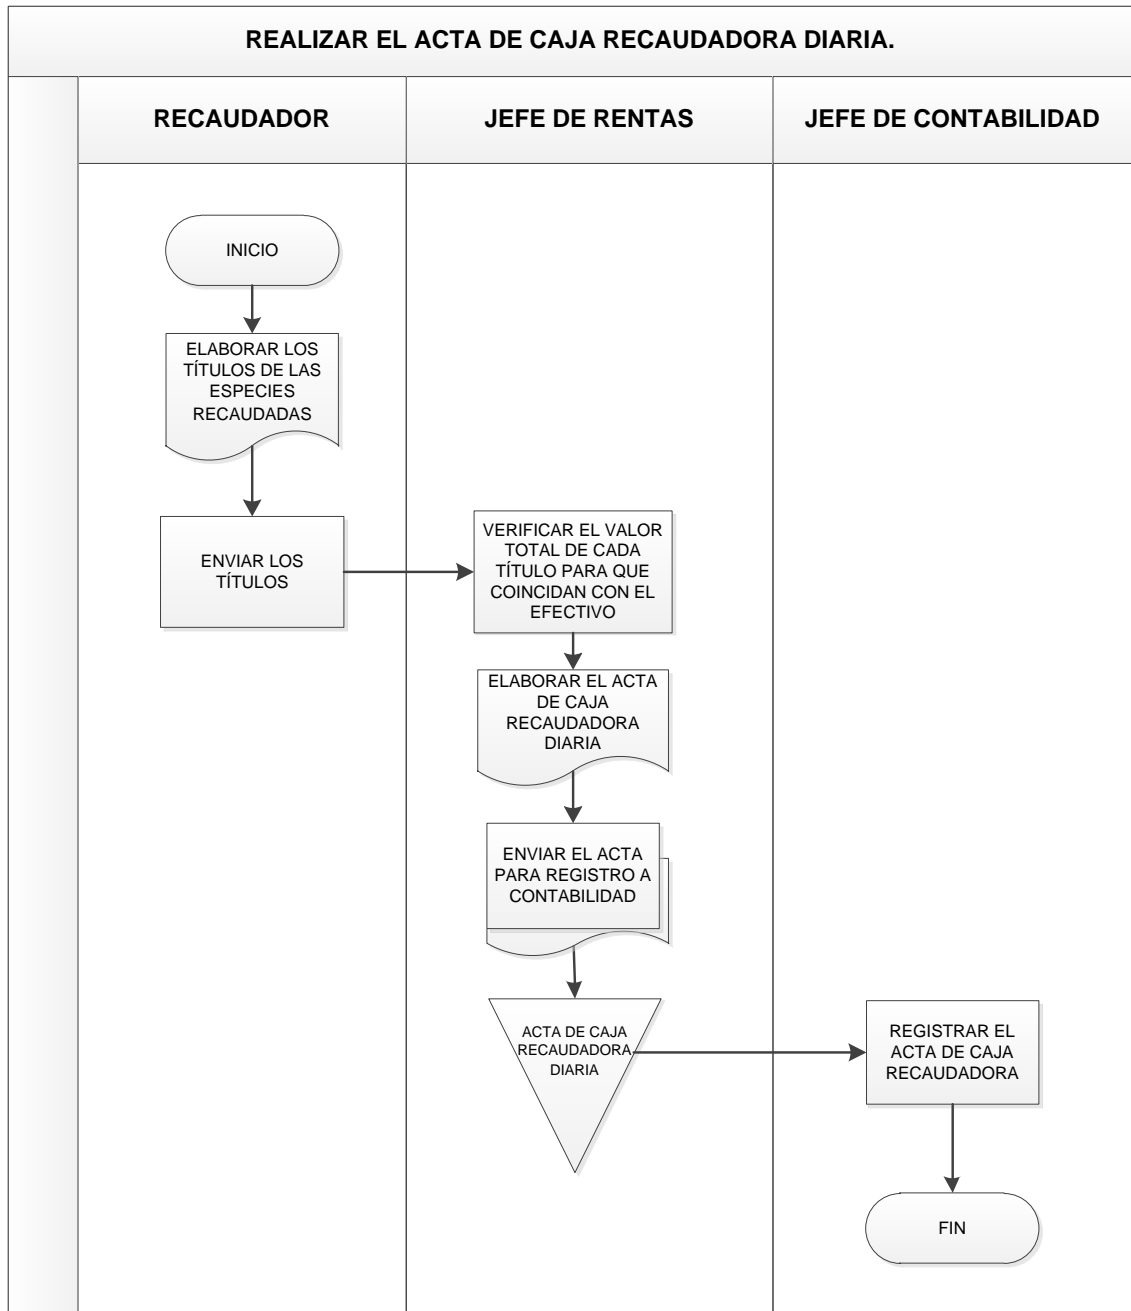 REALIZAR EL ACTA DE CAJA RECAUDADORA DIARIA.
RECAUDADOR
JEFE DE RENTAS
JEFE DE CONTABILIDAD
INICIO
ELABORAR LOS
TÍTULOS DE LAS
ESPECIES
RECAUDADAS
ENVIAR LOS
TÍTULOS
VERIFICAR EL VALOR
TOTAL DE CADA
TÍTULO PARA QUE
COINCIDAN CON EL
EFECTIVO
ELABORAR EL ACTA
DE CAJA
RECAUDADORA
DIARIA
ENVIAR EL ACTA
PARA REGISTRO A
CONTABILIDAD
ACTA DE CAJA
RECAUDADORA
DIARIA
REGISTRAR EL
ACTA DE CAJA
RECAUDADORA
FIN